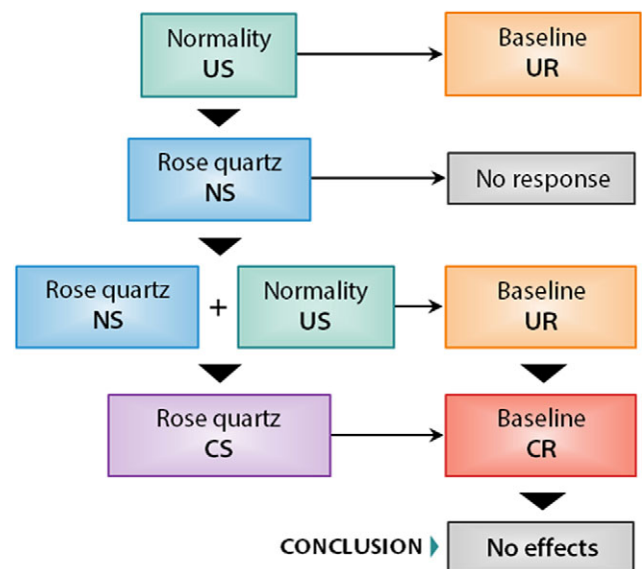 Normality
US
Baseline
UR
Rose quartz
NS
No response
Rose quartz
NS
+
Normality
US
Baseline
UR
Rose quartz
CS
Baseline
CR
CONCLUSION
No effects